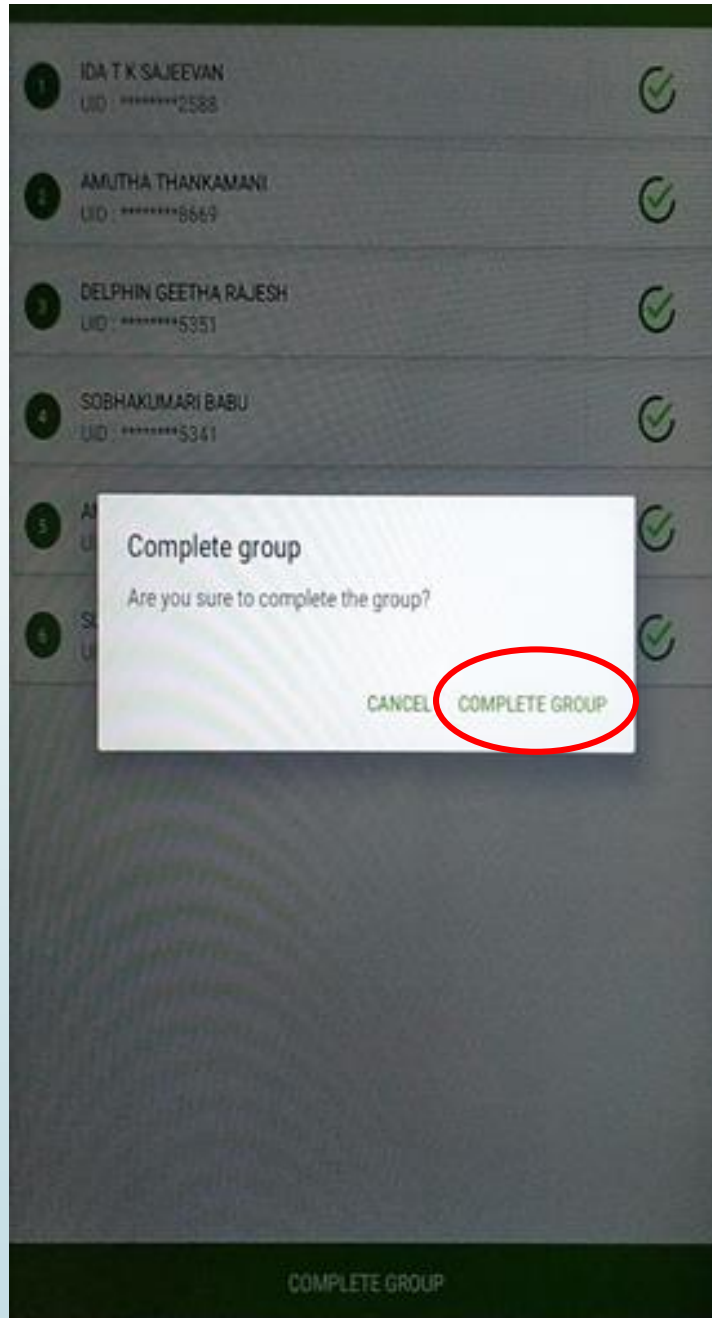 1
IDA T K SAJEEVAN
UID : ********2588
2
AMUTHA THANKAMANI
UID : ********8669
3
DELPHIN GEETHA RAJESH
UID : ********5351
4
SOBHAKUMARI BABU
UID : ********5341
5
6
Complete group
Are you sure to complete the group?
CANCEL COMPLETE GROUP
COMPLETE GROUP